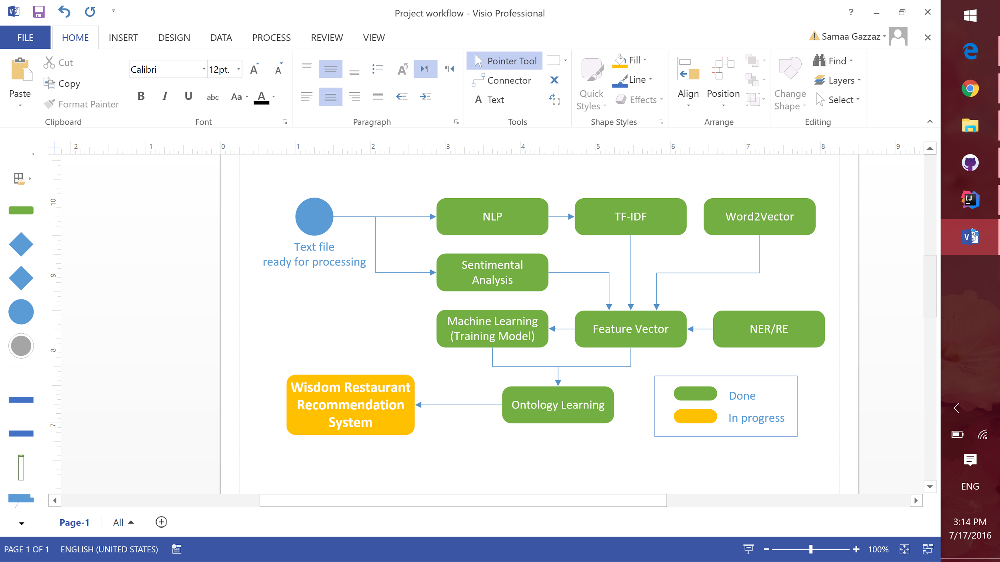 Project workflow - Visio Professional
?
FILE
HOME
INSERT
DESIGN
DATA
PROCESS
REVIEW
VIEW
Samaa Gazzaz
Paste
Cut
Copy
Format Painter
Clipboard
Calibri
12pt.
A
A
B
I
U
abc
Aa
A
Font
Paragraph
Pointer Tool
Connector
A Text
Tools
Quick
Styles
Fill
Line
Effects
Shape Styles
Align
Position
Arrange
Change
Shape
Find
Layers
Select
Editing
-2 -1 0 1 2 3 4 5 6 7 8 9
10
9
8
7
Text file
ready for processing
NLP
TF-IDF
Word2Vector
Sentimental
Analysis
Machine Learning
(Training Model)
Feature Vector
NER/RE
Wisdom Restaurant
Recommendation
System
Ontology Learning
Done
In progress
Page-1
All
PAGE 1 OF 1
ENGLISH (UNITED STATES)
100%
IJ
V
ENG
3:14 PM
7/17/2016